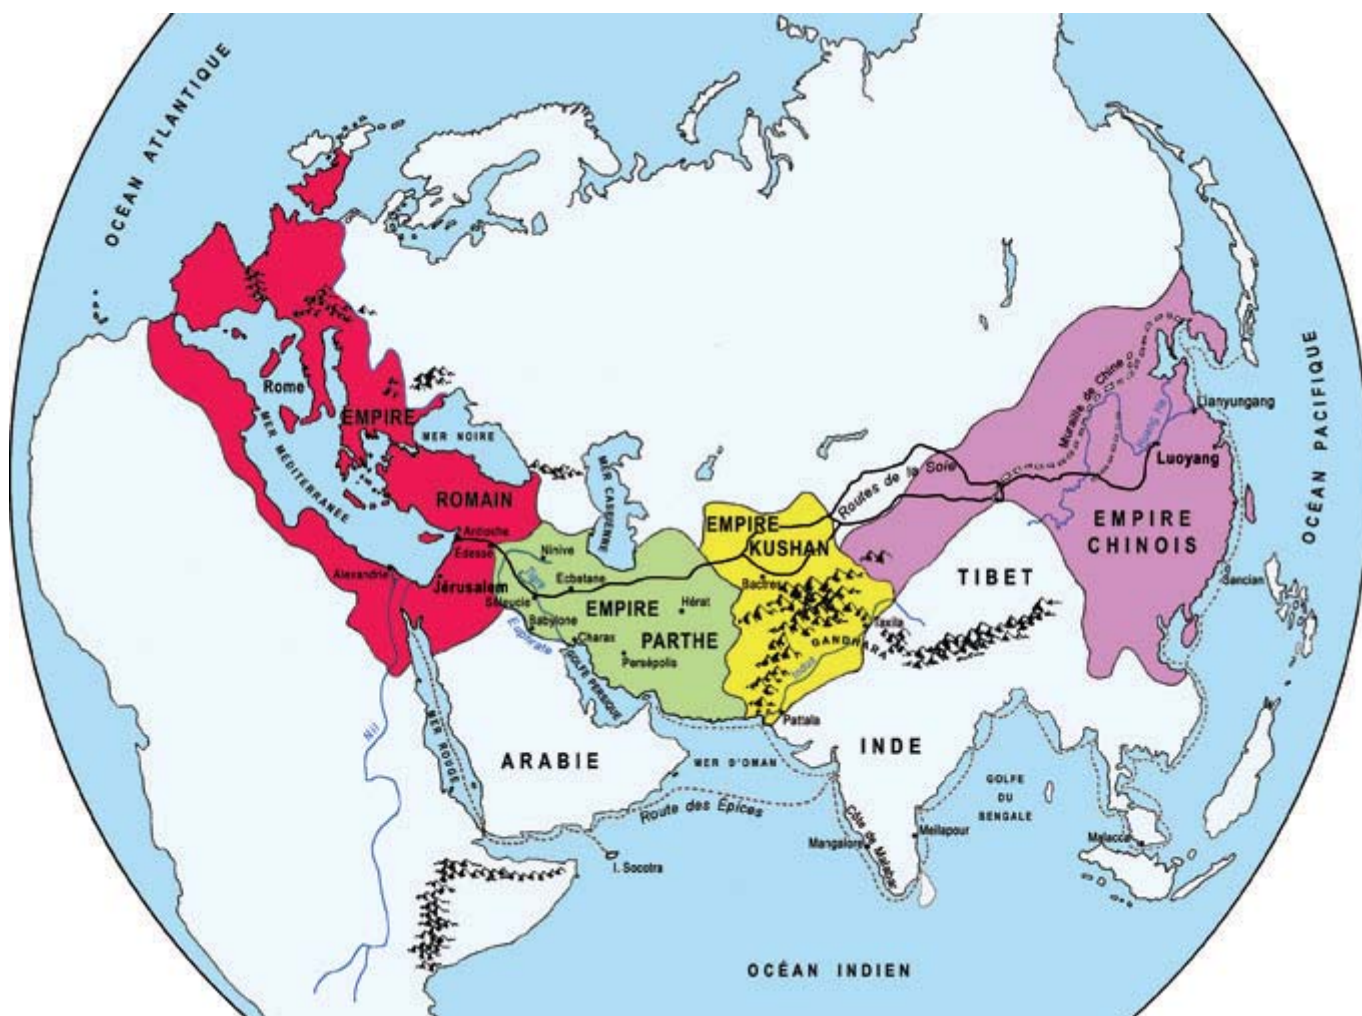 OCÉAN ATLANTIQUE
OCÉAN PACIFIQUE
Rome
EMPIRE
MER NOIRE
MER MÉDITERRANÉE
MER CASPIENNE
ROMAIN
Antioche
Edesse
Alexandrie
Jérusalem
Ninive
Tigre
Ecbatane
Séleucie
EMPIRE
PARTHE
Hérat
Babylone
Euphrate
Charax
Persépolis
GOLFE PERSIQUE
EMPIRE
KUSHAN
Bactres
Taxila
GANDHARA
Indus
Pattala
Routes de la Soie
Muraille de Chine
Lianyungang
Luoyang
EMPIRE
CHINOIS
TIBET
Sancian
Nil
MER ROUGE
ARABIE
MER D'OMAN
INDE
GOLFE
DU
BENGALE
Route des Épices
I. Socotra
Mangalore
Côte de Malabar
Meliapour
Malacca
OCÉAN INDIEN